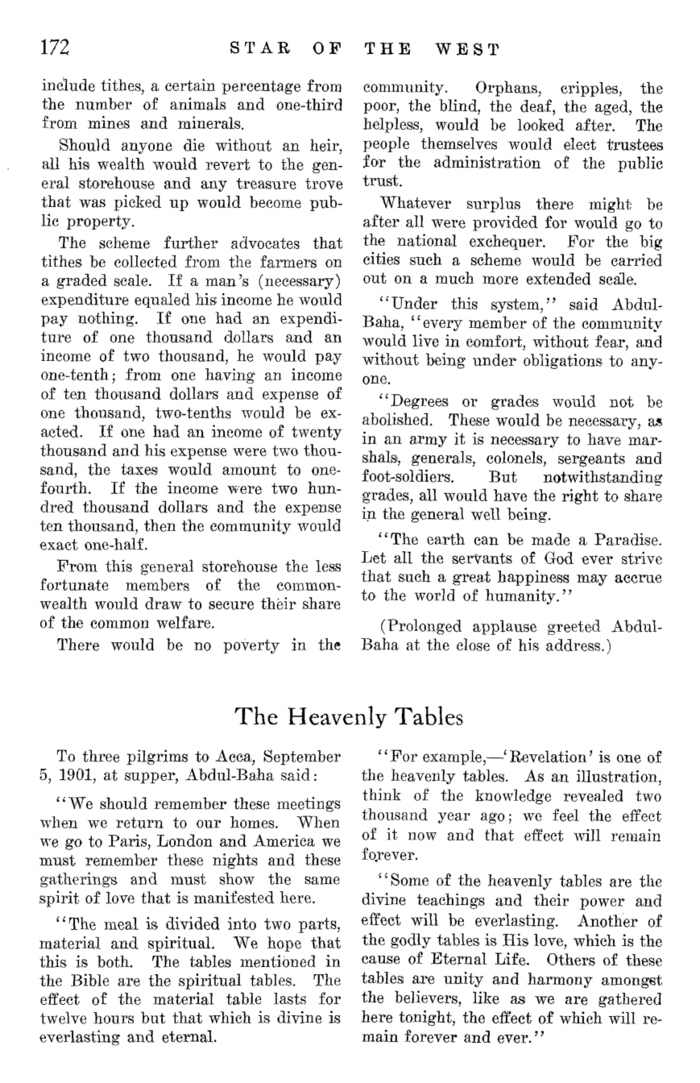 172
STAR OF THE WEST
include tithes, a certain percentage from
the number of animals and one-third
from mines and minerals.
Should anyone die without an heir,
all his wealth would revert to the gen-
eral storehouse and any treasure trove
that was picked up would become pub-
lic property.
The scheme further advocates that
tithes be collected from the farmers on
a graded scale. If a man's (necessary)
expenditure equaled his income he would
pay nothing. If one had an expendi-
ture of one thousand dollars and an
income of two thousand, he would pay
one-tenth; from one having an income
of ten thousand dollars and expense of
one thousand, two-tenths would be ex-
acted. If one had an income of twenty
thousand and his expense were two thou-
sand, the taxes would amount to one-
fourth. If the income were two hun-
dred thousand dollars and the expense
ten thousand, then the community would
exact one-half.
From this general storehouse the less
fortunate members of the common-
wealth would draw to secure their share
of the common welfare.
There would be no poverty in the
community. Orphans, cripples, the
poor, the blind, the deaf, the aged, the
helpless, would be looked after. The
people themselves would elect trustees
for the administration of the public
trust.
Whatever surplus there might be
after all were provided for would go to
the national exchequer. For the big
cities such a scheme would be carried
out on a much more extended scale.
"Under this system," said Abdul-
Baha, "every member of the community
would live in comfort, without fear, and
without being under obligations to any-
one.
"Degrees or grades would not be
abolished. These would be necessary, as
in an army it is necessary to have mar-
shals, generals, colonels, sergeants and
foot-soldiers. But notwithstanding
grades, all would have the right to share
in the general well being.
"The earth can be made a Paradise.
Let all the servants of God ever strive
that such a great happiness may accrue
to the world of humanity."
(Prolonged applause greeted Abdul-
Baha at the close of his address.)
The Heavenly Tables
To three pilgrims to Acca, September
5, 1901, at supper, Abdul-Baha said:
"We should remember these meetings
when we return to our homes. When
we go to Paris, London and America we
must remember these nights and these
gatherings and must show the same
spirit of love that is manifested here.
"The meal is divided into two parts,
material and spiritual. We hope that
this is both. The tables mentioned in
the Bible are the spiritual tables. The
effect of the material table lasts for
twelve hours but that which is divine is
everlasting and eternal.
"For example,—'Revelation' is one of
the heavenly tables. As an illustration,
think of the knowledge revealed two
thousand year ago; we feel the effect
of it now and that effect will remain
forever.
"Some of the heavenly tables are the
divine teachings and their power and
effect will be everlasting. Another of
the godly tables is His love, which is the
cause of Eternal Life. Others of these
tables are unity and harmony amongst
the believers, like as we are gathered
here tonight, the effect of which will re-
main forever and ever."